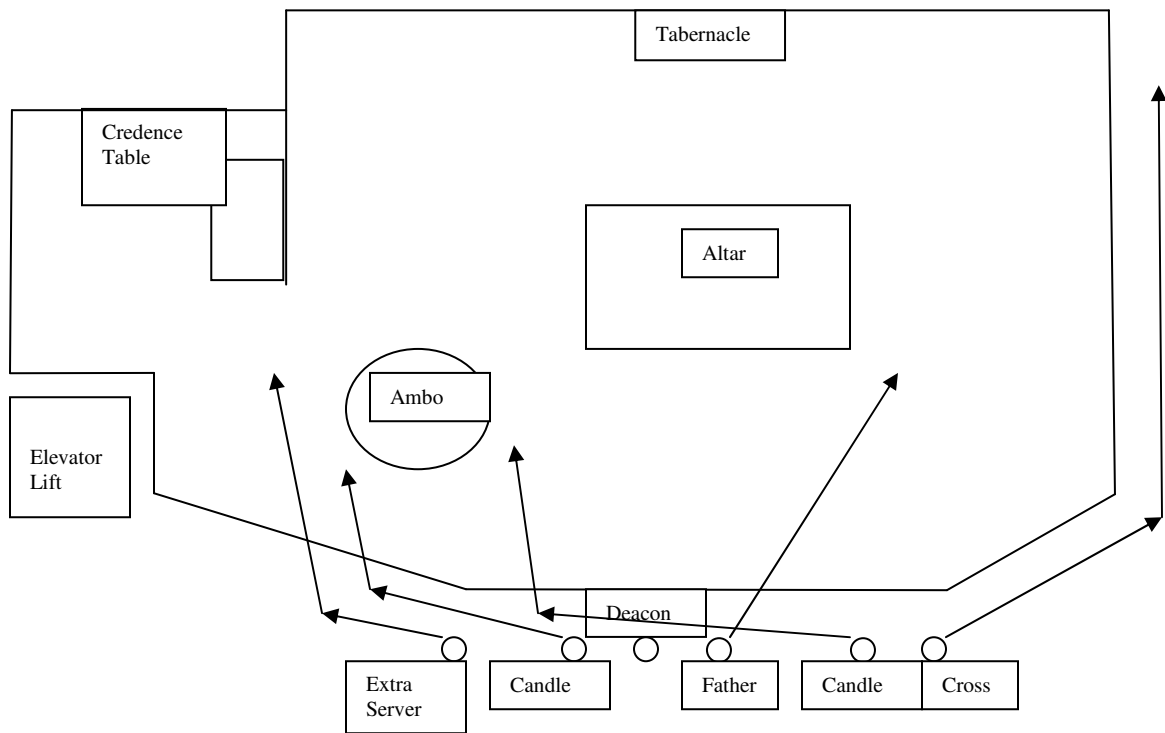 Tabernacle
Credence
Table
Altar
Ambo
Elevator
Lift
Deacon
Extra
Server
Candle
Father
Candle
Cross